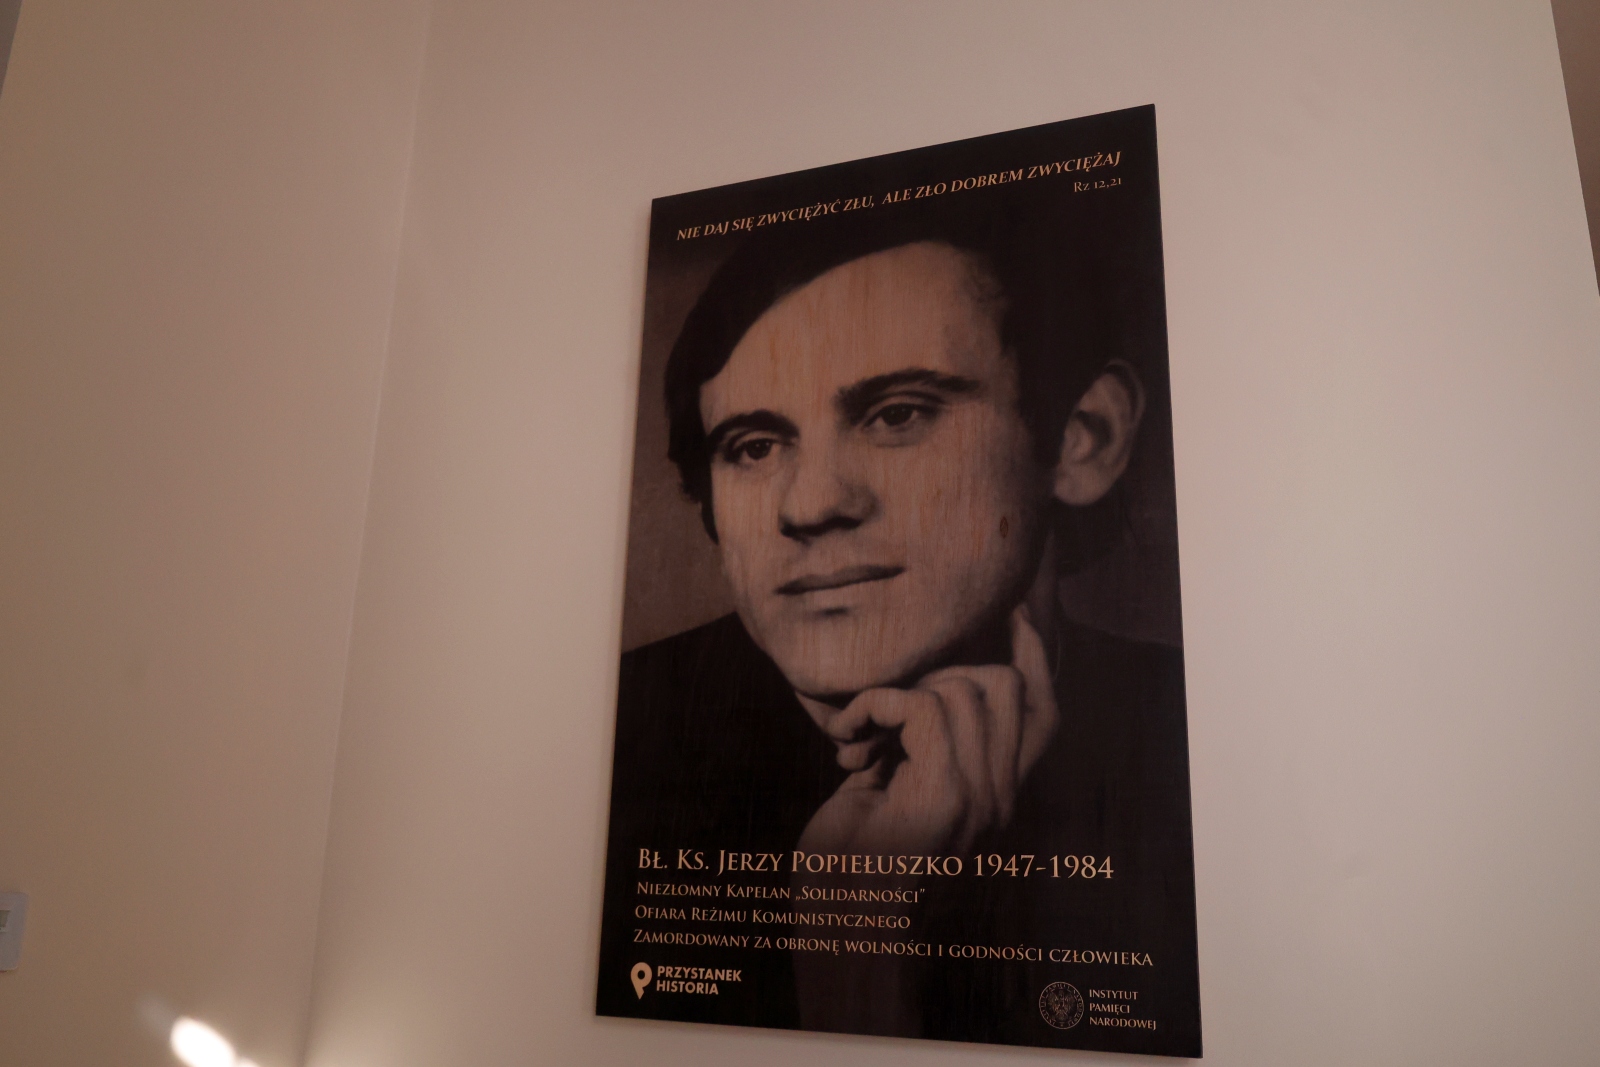 NIE DAJ SIĘ ZWYCIĘŻYĆ ZŁU, ALE ZŁO DOBREM ZWYCIĘŻAJ
Rz 12,21
Bł. Ks. Jerzy Popiełuszko 1947-1984
Niezłomny Kapelan „Solidarności”
Ofiara Reżimu Komunistycznego
Zamordowany za obronę wolności i godności człowieka
PRZYSTANEK
HISTORIA
INSTYTUT
PAMIĘCI
NARODOWEJ